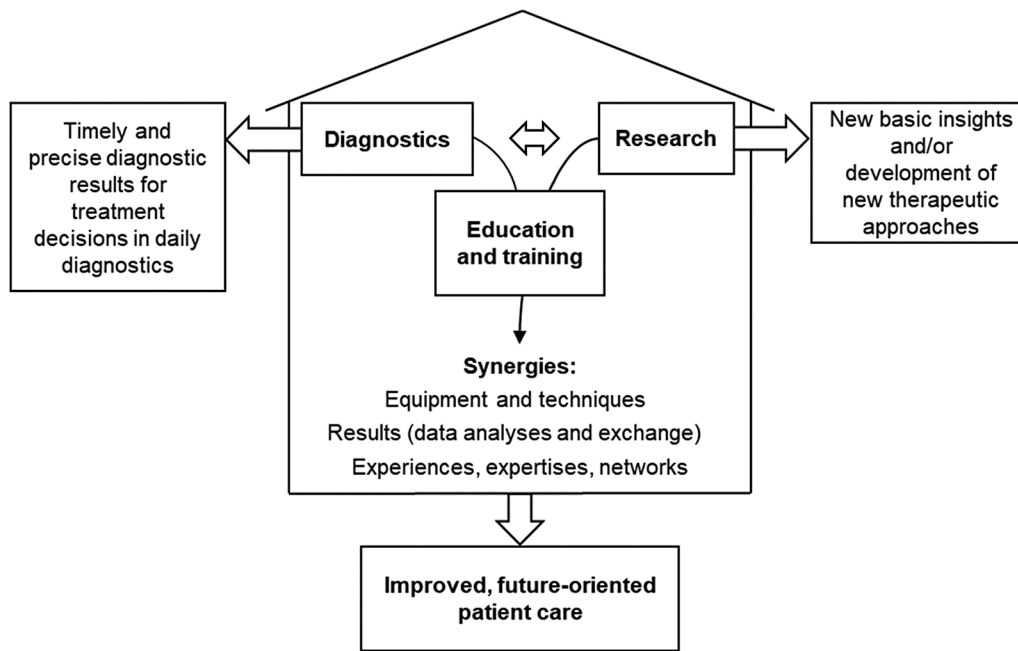 Timely and
precise diagnostic
results for
treatment
decisions in daily
diagnostics
Diagnostics
Research
New basic insights
and/or
development of
new therapeutic
approaches
Education
and training
Synergies:
Equipment and techniques
Results (data analyses and exchange)
Experiences, expertises, networks
Improved, future-oriented
patient care